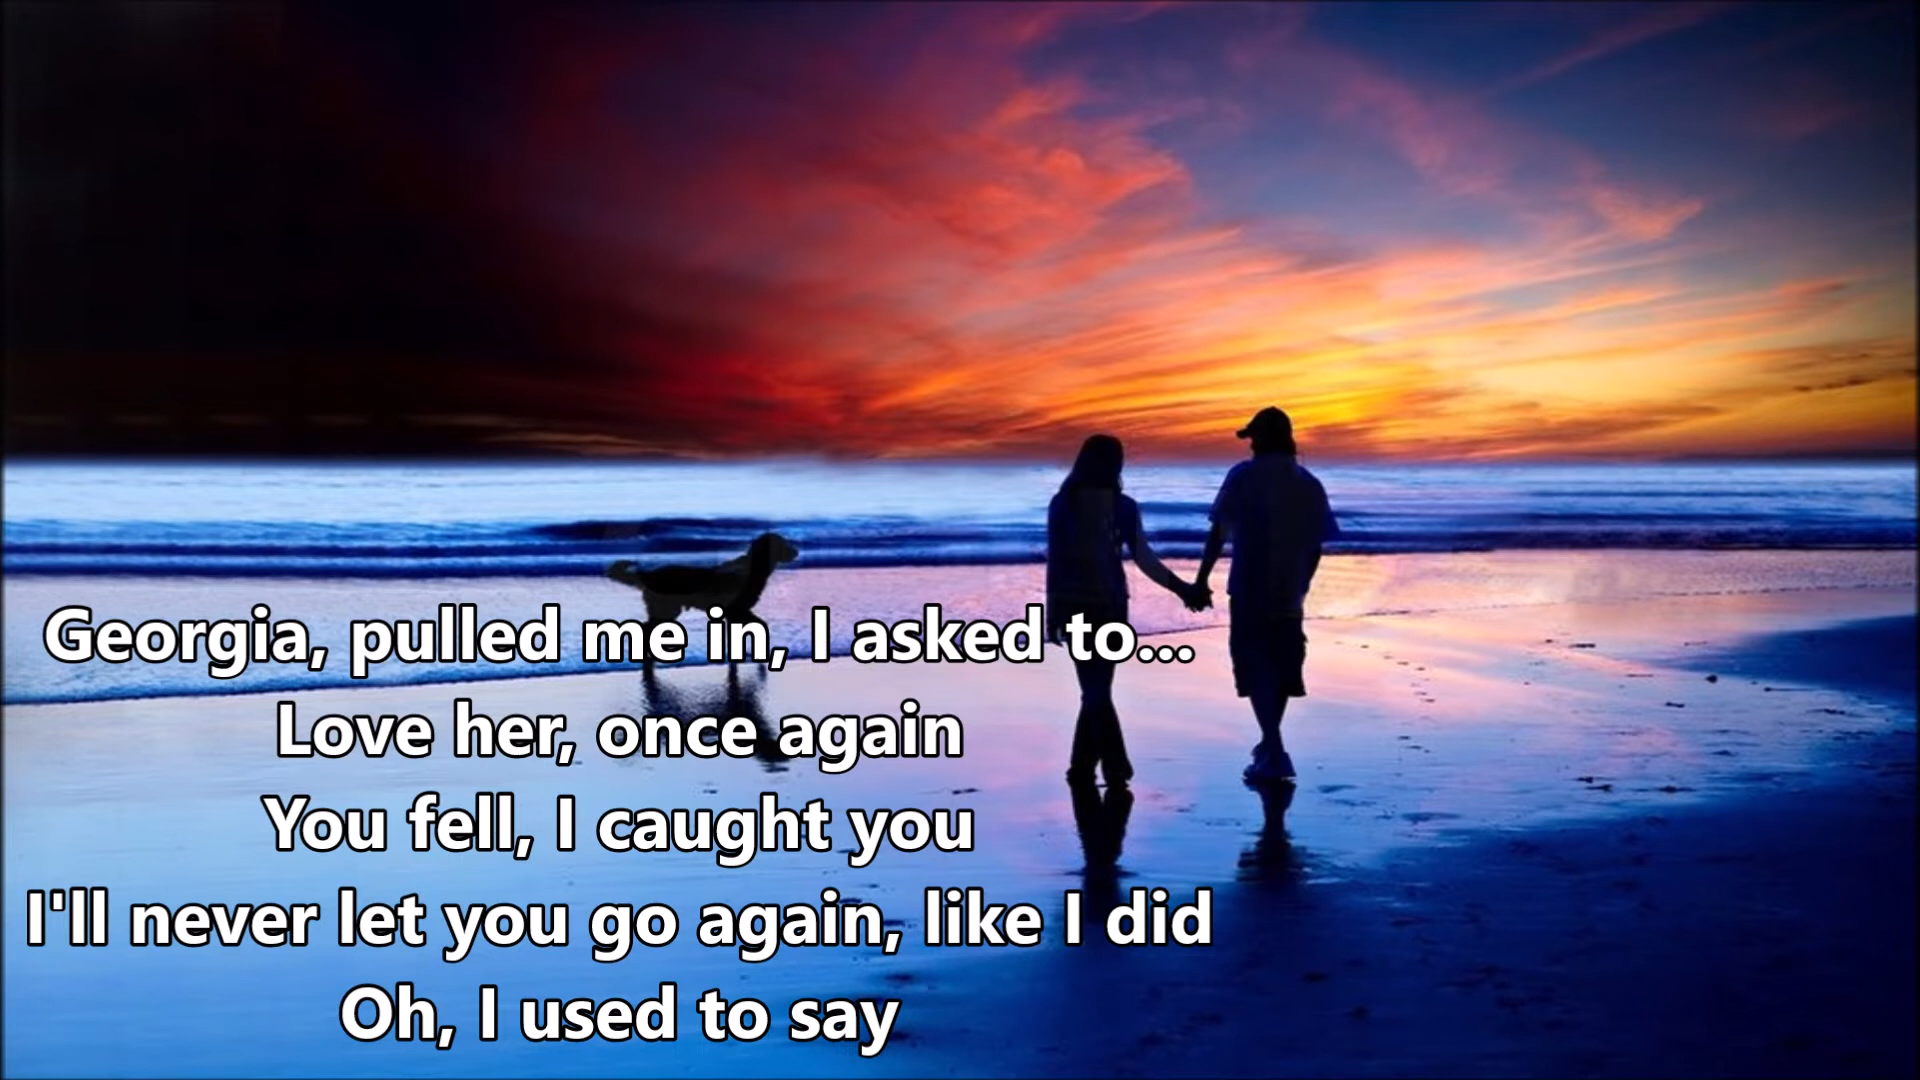 Georgia, pulled me in, I asked to...
Love her, once again
You fell, I caught you
I'll never let you go again, like I did
Oh, I used to say